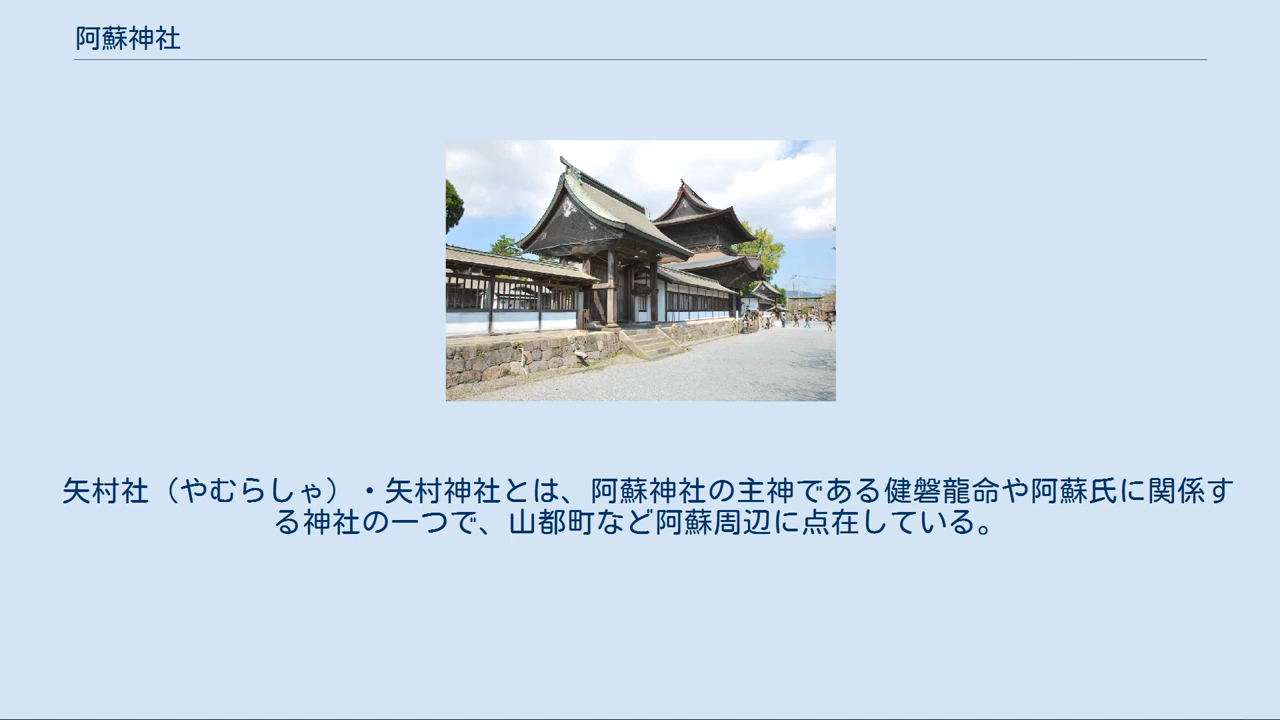 阿蘇神社
矢村社（やむらしゃ）・矢村神社とは、阿蘇神社の主神である健磐龍命や阿蘇氏に関係す
る神社の一つで、山都町など阿蘇周辺に点在している。